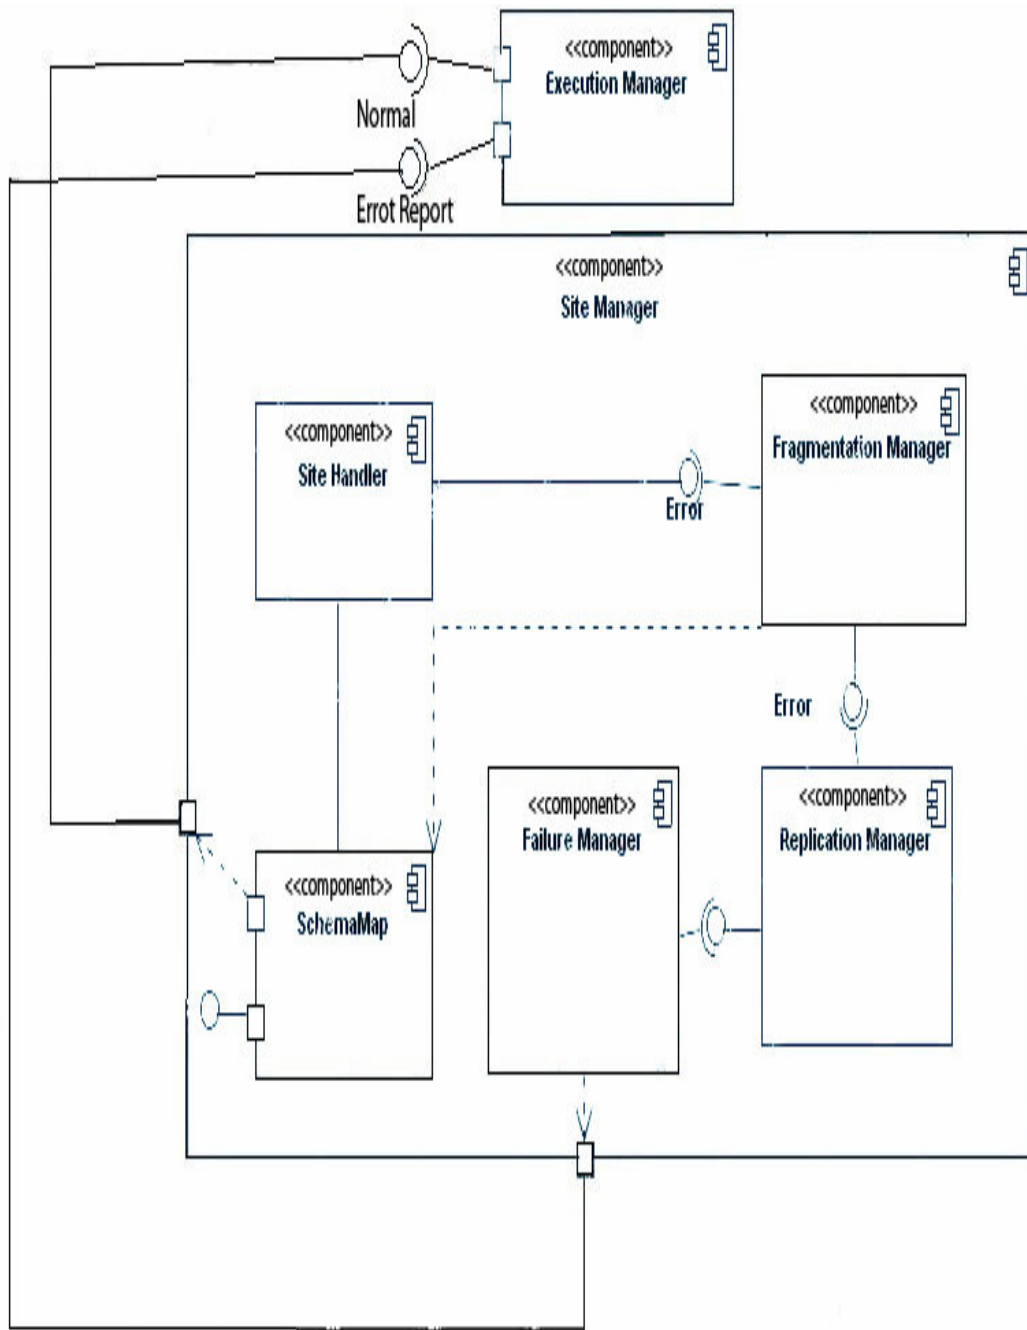 <<component>>
Execution Manager
Normal
Errot Report
<<component>>
Site Manager
<<component>>
Site Handler
<<component>>
Fragmentation Manager
Error
Error
<<component>>
Failure Manager
<<component>>
Replication Manager
<<component>>
SchemaMap